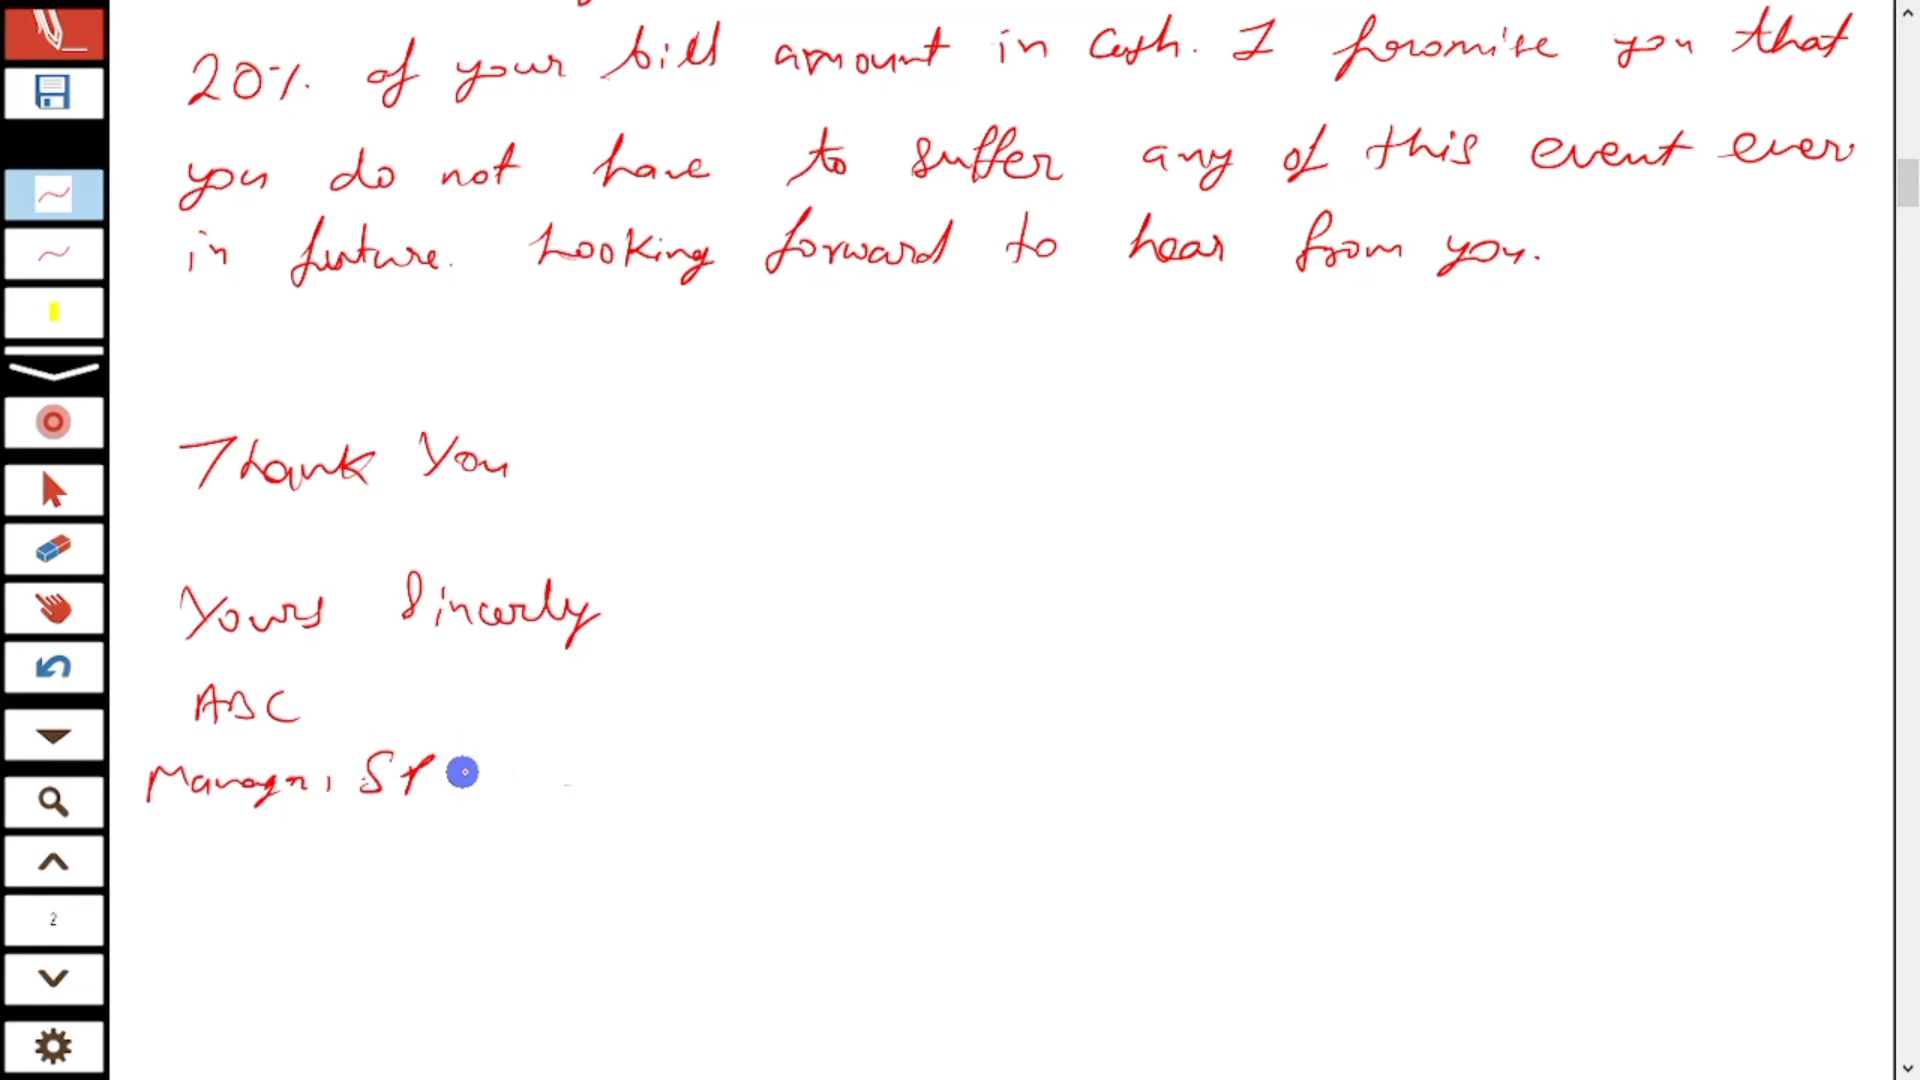 20% of your bill amount in Cash. I promise you that
you do not have to suffer any of this event ever
in future. Looking forward to hear from you.
Thank You
Yours Sincerly
ABC
Manager,
2